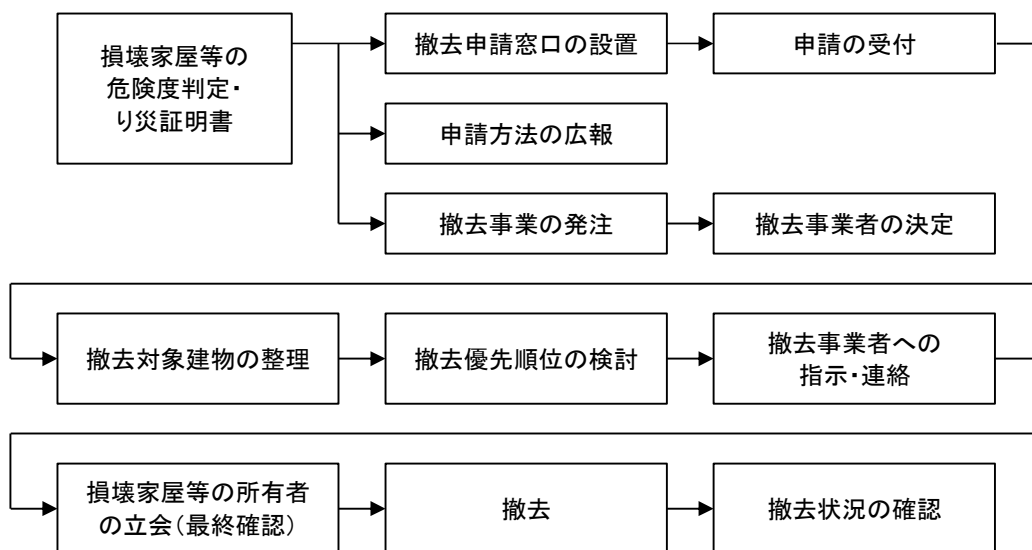 損壊家屋等の
危険度判定・
り災証明書
撤去申請窓口の設置
申請の受付
申請方法の広報
撤去事業の発注
撤去事業者の決定
撤去対象建物の整理
撤去優先順位の検討
撤去事業者への
指示・連絡
損壊家屋等の所有者
の立会（最終確認）
撤去
撤去状況の確認